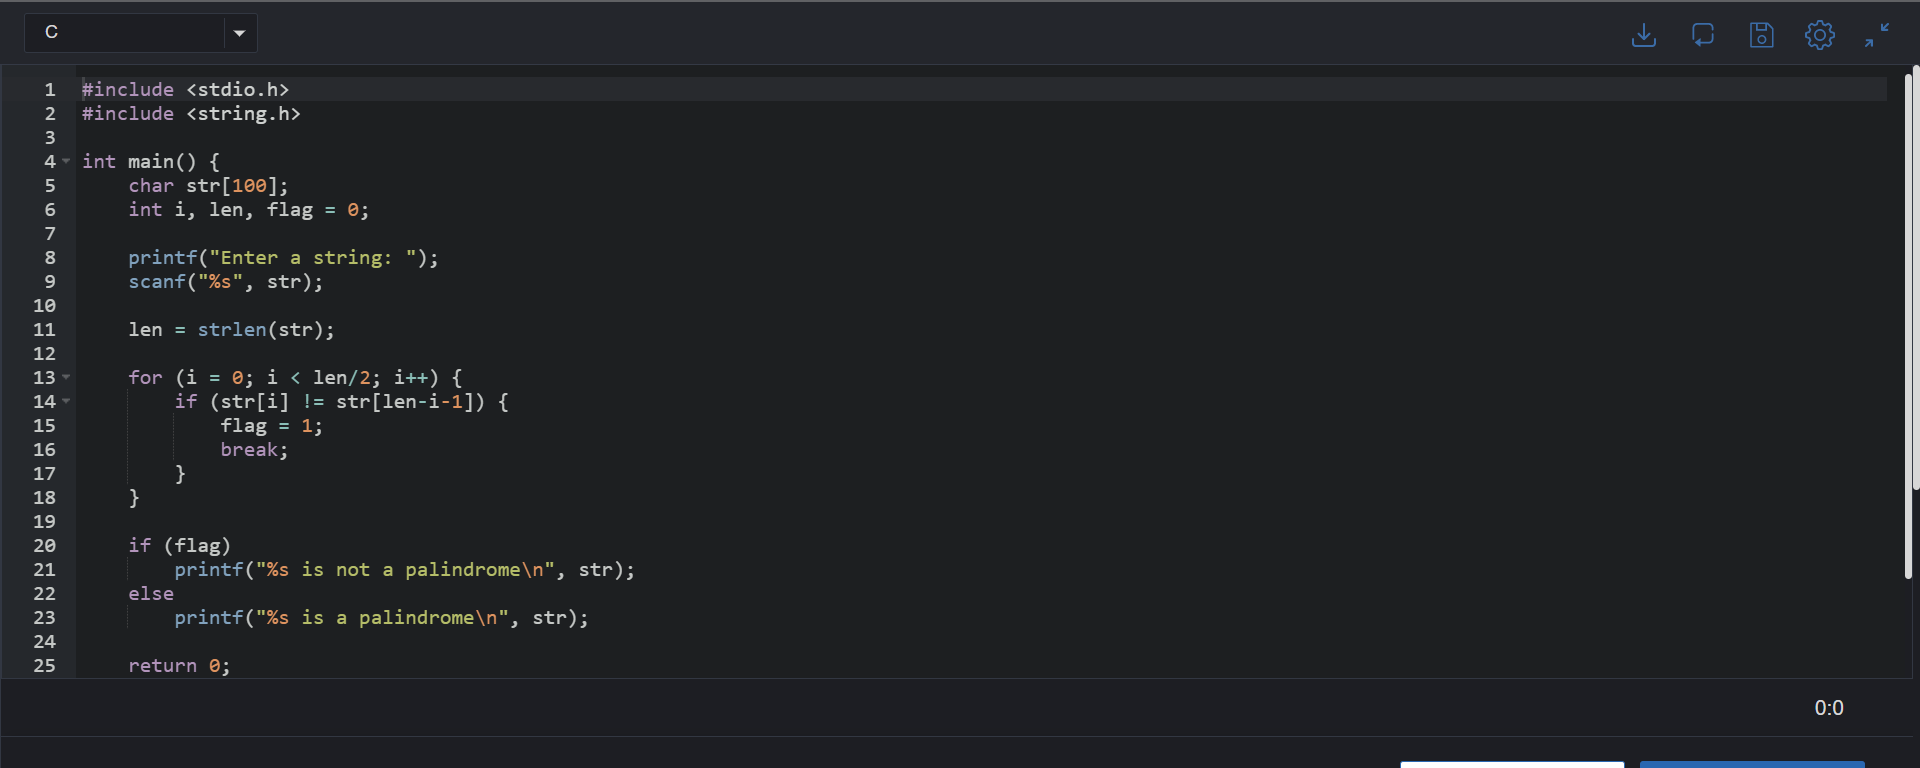 C
1 #include <stdio.h>
2 #include <string.h>
3
4 int main() {
5     char str[100];
6     int i, len, flag = 0;
7
8     printf("Enter a string: ");
9     scanf("%s", str);
10
11     len = strlen(str);
12
13     for (i = 0; i < len/2; i++) {
14         if (str[i] != str[len-i-1]) {
15             flag = 1;
16             break;
17         }
18     }
19
20     if (flag)
21         printf("%s is not a palindrome\n", str);
22     else
23         printf("%s is a palindrome\n", str);
24
25     return 0;
0:0